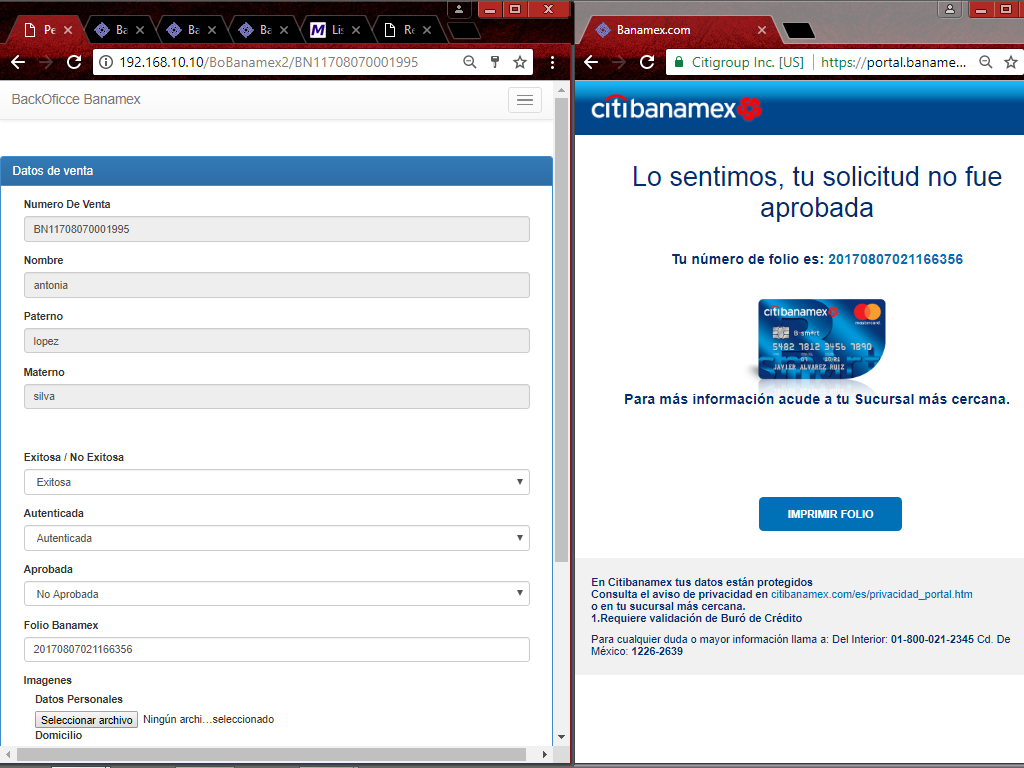 Pe
Ba
Ba
Ba
Lis
Re
192.168.10.10/BoBanamex2/BN11708070001995
BackOficce Banamex
Datos de venta
Numero De Venta
BN11708070001995
Nombre
antonia
Paterno
lopez
Materno
silva
Exitosa / No Exitosa
Exitosa
Autenticada
Autenticada
Aprobada
No Aprobada
Folio Banamex
20170807021166356
Imagenes
Datos Personales
Seleccionar archivo Ningún archi...seleccionado
Domicilio
Banamex.com
Citigroup Inc. [US] https://portal.baname...
citibanamex
Lo sentimos, tu solicitud no fue
aprobada
Tu número de folio es: 20170807021166356
citibanamex
mastercard
B·smart
5482 7812 3456 7890
JAVIER ALVAREZ RUIZ
Para más información acude a tu Sucursal más cercana.
IMPRIMIR FOLIO
En Citibanamex tus datos están protegidos
Consulta el aviso de privacidad en citibanamex.com/es/privacidad_portal.htm
o en tu sucursal más cercana.
1.Requiere validación de Buró de Crédito
Para cualquier duda o mayor información llama a: Del Interior: 01-800-021-2345 Cd. De
México: 1226-2639